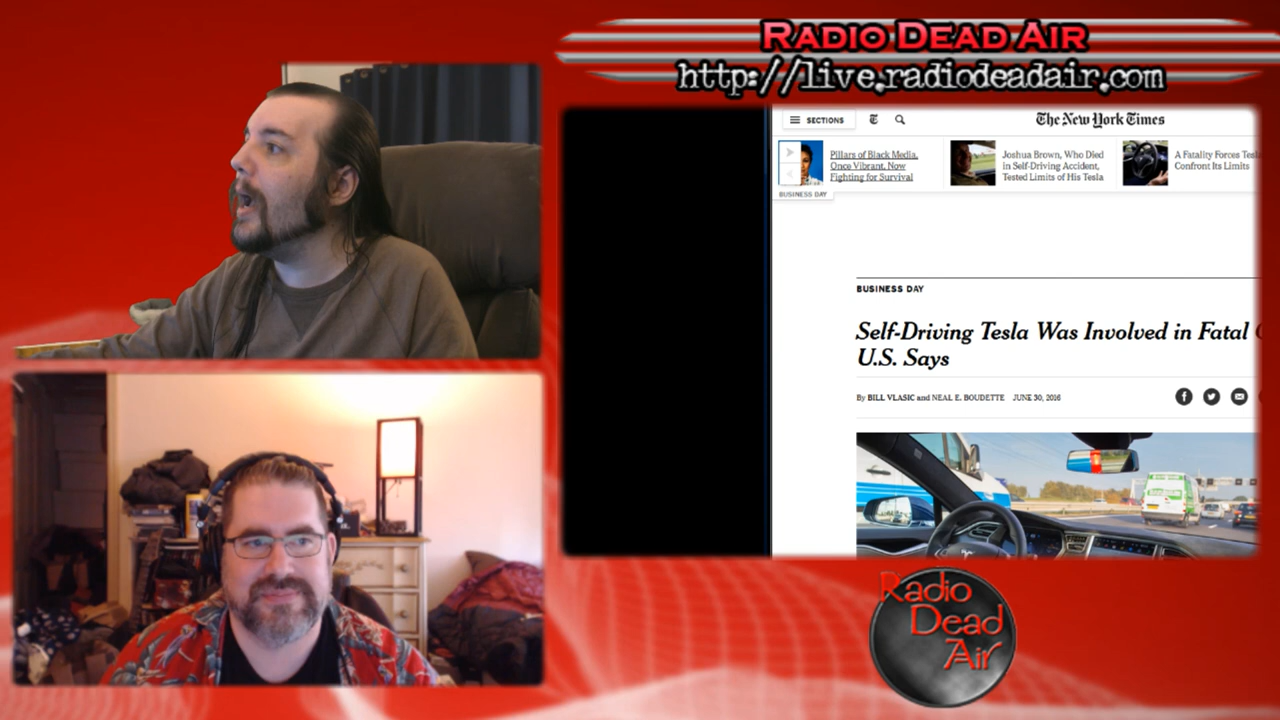 RADIO DEAD AIR
http://live.radiodeadair.com
SECTIONS
The New York Times
Pillars of Black Media,
Once Vibrant, Now
Fighting for Survival
Joshua Brown, Who Died
in Self-Driving Accident,
Tested Limits of His Tesla
A Fatality Forces Tesla
Confront Its Limits
BUSINESS DAY
BUSINESS DAY
Self-Driving Tesla Was Involved in Fatal
U.S. Says
By BILL VLASIC and NEAL E. BOUDETTE JUNE 30, 2016
Radio
Dead
Air